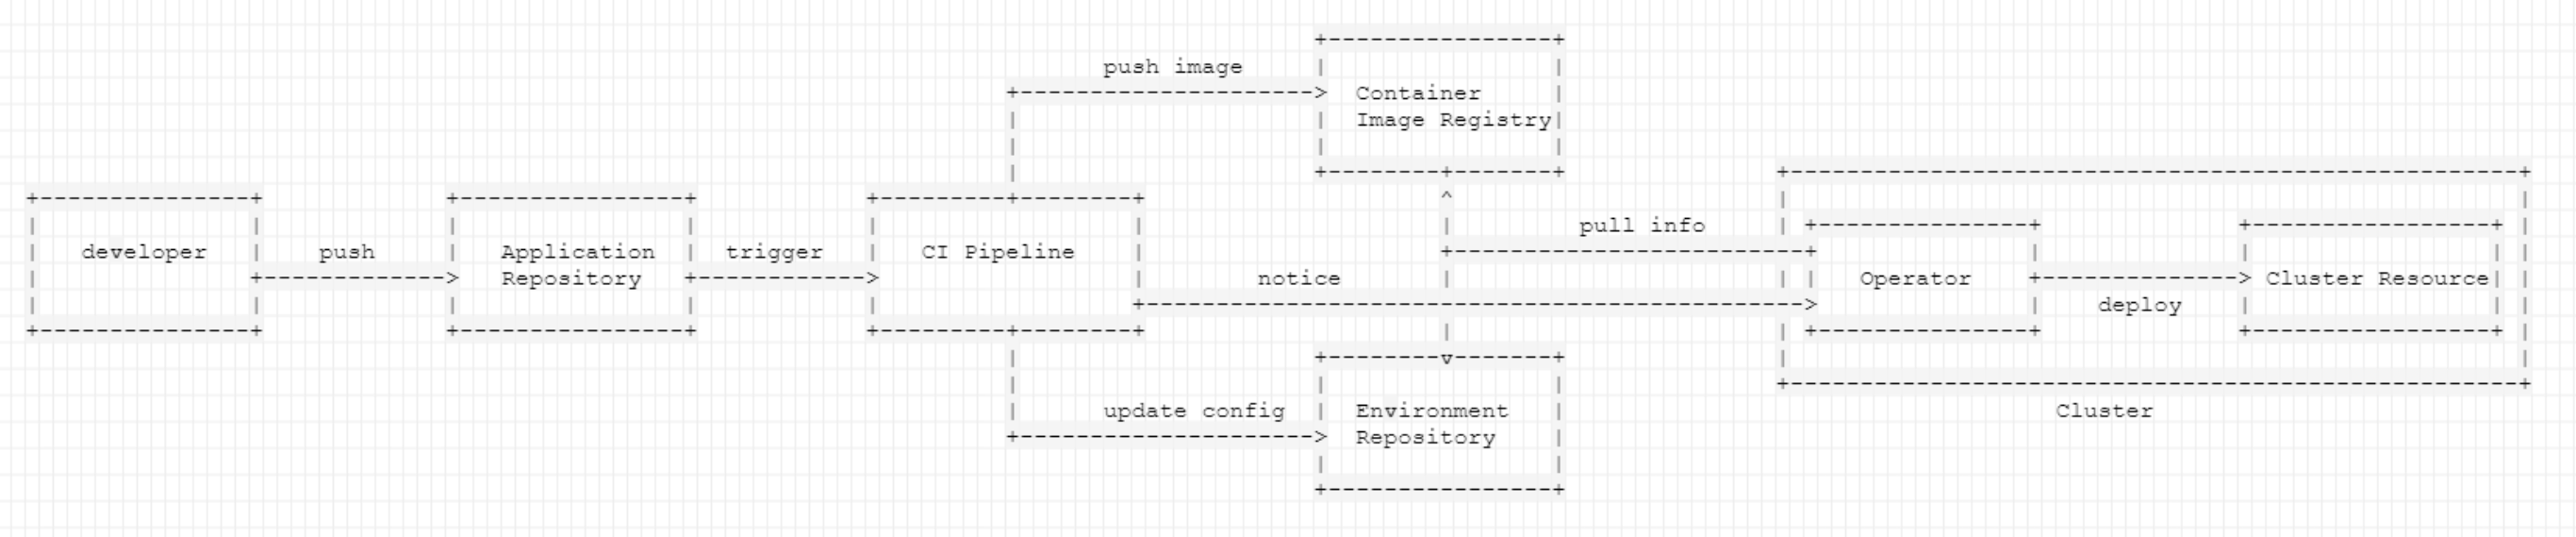 push image
Container
Image Registry
pull info
developer
push
Application
Repository
trigger
CI Pipeline
notice
Operator
Cluster Resource
deploy
update config
Environment
Repository
Cluster